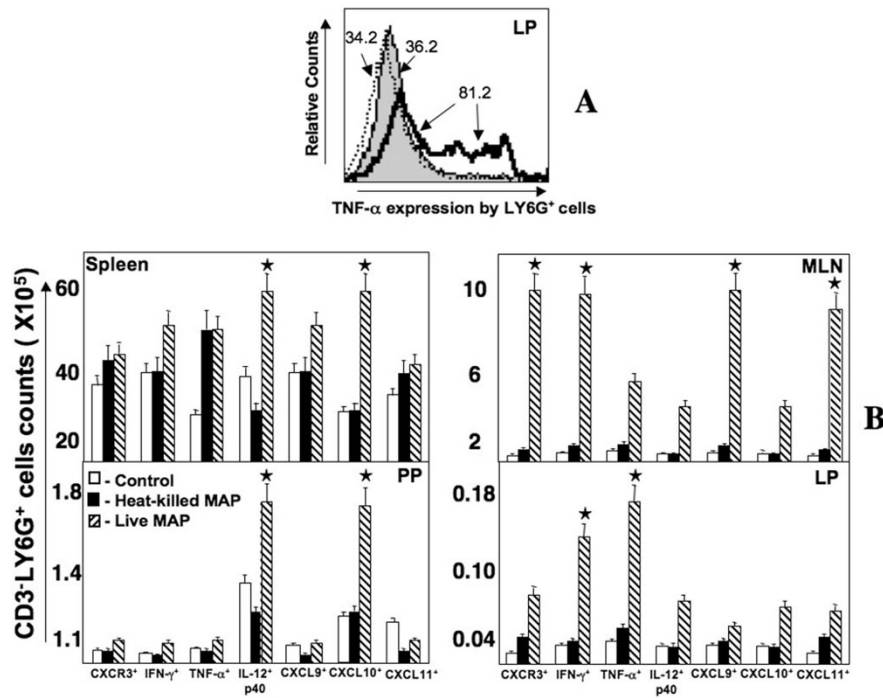 LP
34.2
36.2
81.2
Relative Counts
TNF-α expression by LY6G⁺ cells
A
CD3⁻LY6G⁺ cells counts ( X10⁵)
Spleen
60
40
20
MLN
10
6
2
B
PP
- Control
- Heat-killed MAP
- Live MAP
1.8
1.4
1.1
LP
0.18
0.10
0.04
CXCR3⁺ IFN-γ⁺ TNF-α⁺ IL-12⁺ CXCL9⁺ CXCL10⁺ CXCL11⁺
p40
CXCR3⁺ IFN-γ⁺ TNF-α⁺ IL-12⁺ CXCL9⁺ CXCL10⁺ CXCL11⁺
p40